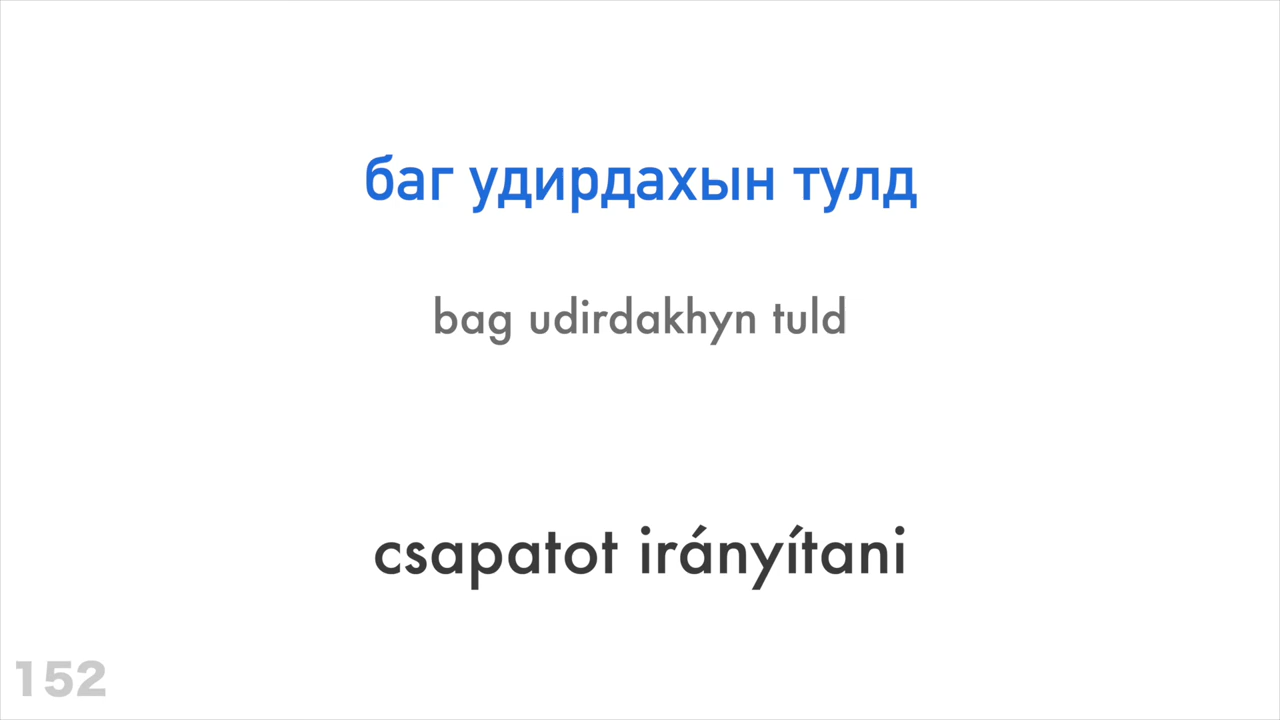 баг удирдахын тулд
bag udirdakhyn tuld
csapatot irányítani
152